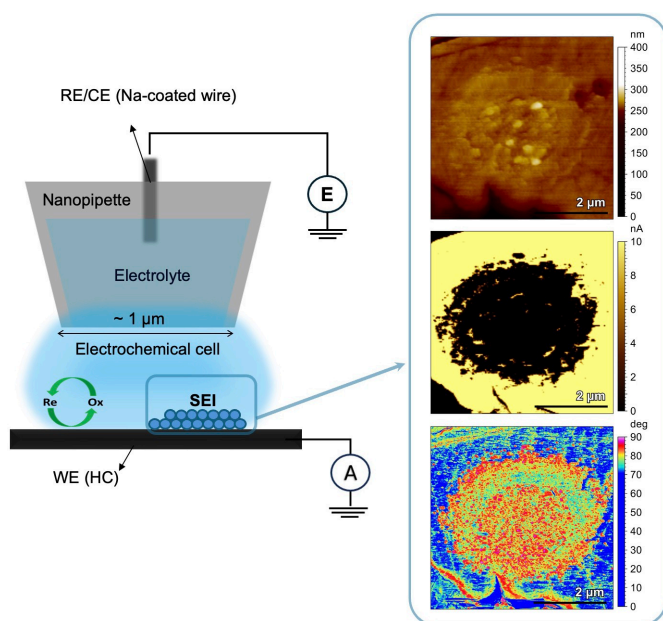 RE/CE (Na-coated wire)
Nanopipette
E
Electrolyte
~ 1 µm
Electrochemical cell
Re
Ox
SEI
WE (HC)
A
nm
400
350
300
250
200
150
100
50
0
2 µm
nA
10
8
6
4
2
0
2 µm
deg
90
80
70
60
50
40
30
20
10
0
2 µm